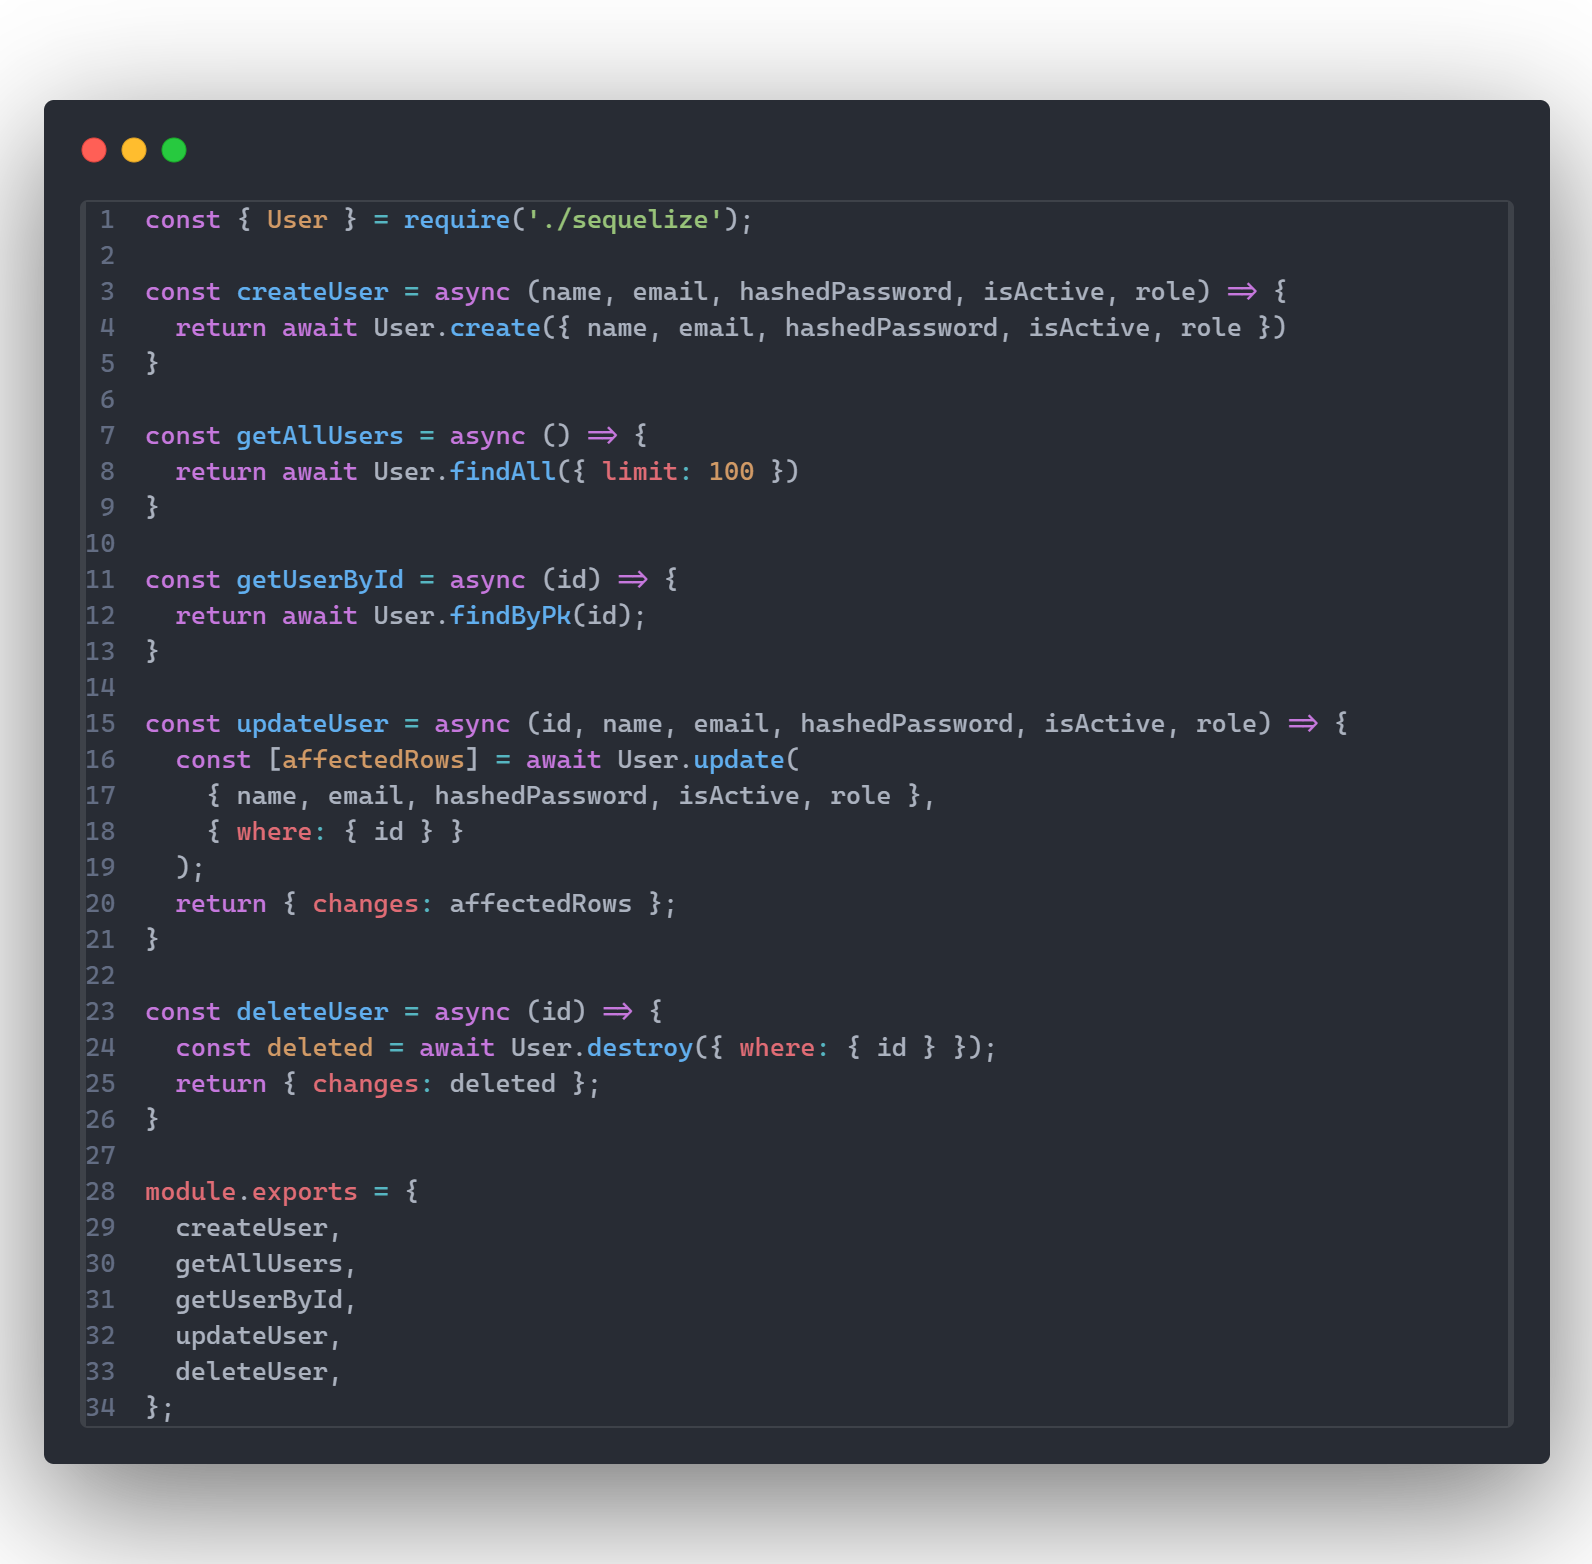 1 const { User } = require('./sequelize');
2
3 const createUser = async (name, email, hashedPassword, isActive, role) => {
4   return await User.create({ name, email, hashedPassword, isActive, role })
5 }
6
7 const getAllUsers = async () => {
8   return await User.findAll({ limit: 100 })
9 }
10
11 const getUserById = async (id) => {
12   return await User.findByPk(id);
13 }
14
15 const updateUser = async (id, name, email, hashedPassword, isActive, role) => {
16   const [affectedRows] = await User.update(
17     { name, email, hashedPassword, isActive, role },
18     { where: { id } }
19   );
20   return { changes: affectedRows };
21 }
22
23 const deleteUser = async (id) => {
24   const deleted = await User.destroy({ where: { id } });
25   return { changes: deleted };
26 }
27
28 module.exports = {
29   createUser,
30   getAllUsers,
31   getUserById,
32   updateUser,
33   deleteUser,
34 };